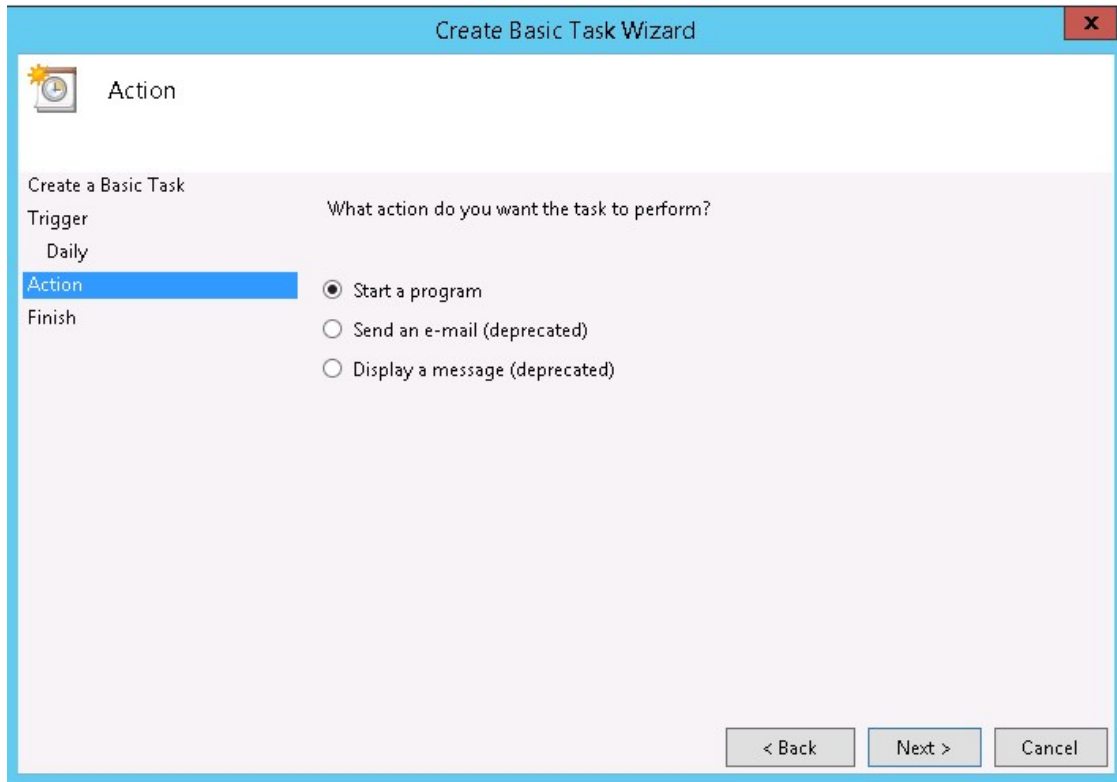 Create Basic Task Wizard
x
Action
Create a Basic Task
Trigger
Daily
Action
Finish
What action do you want the task to perform?
Start a program
Send an e-mail (deprecated)
Display a message (deprecated)
< Back
Next >
Cancel